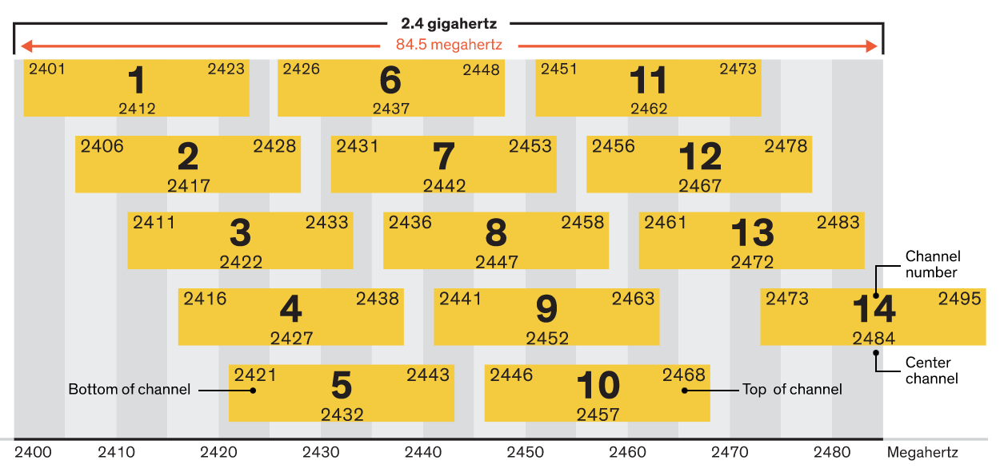 2.4 gigahertz
84.5 megahertz
2401 1 2423 2426 6 2448 2451 11 2473
2412 2437 2462
2406 2 2428 2431 7 2453 2456 12 2478
2417 2442 2467
2411 3 2433 2436 8 2458 2461 13 2483
2422 2447 2472
Channel
number
2416 4 2438 2441 9 2463 2473 14 2495
2427 2452 2484
Center
channel
2421 5 2443 2446 10 2468
Bottom of channel
Top of channel
2432 2457
2400 2410 2420 2430 2440 2450 2460 2470 2480 Megahertz